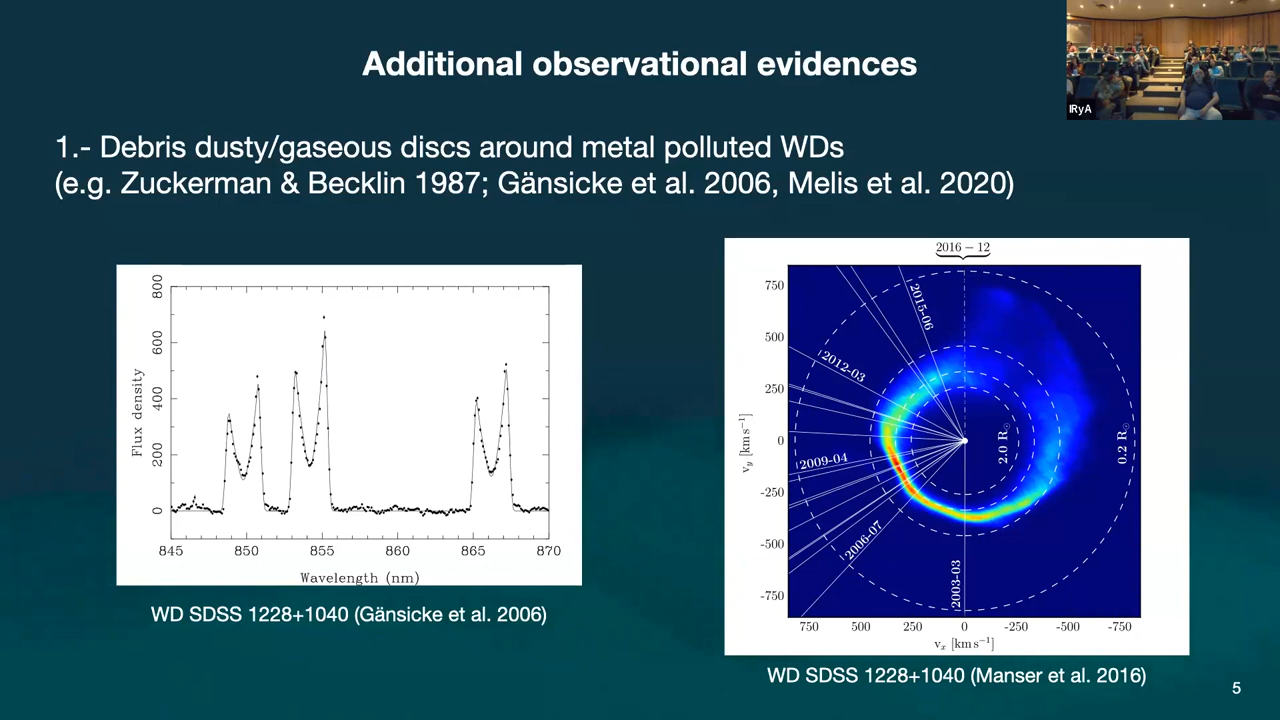 Additional observational evidences
IRyA
1.- Debris dusty/gaseous discs around metal polluted WDs
(e.g. Zuckerman & Becklin 1987; Gänsicke et al. 2006, Melis et al. 2020)
800
600
400
200
0
Flux density
845 850 855 860 865 870
Wavelength (nm)
WD SDSS 1228+1040 (Gänsicke et al. 2006)
2016 − 12
750
500
250
0
-250
-500
-750
v_y [km s⁻¹]
2015-06
2012-03
2009-04
2006-07
2003-03
2.0 R☉
0.2 R☉
750 500 250 0 -250 -500 -750
v_x [km s⁻¹]
WD SDSS 1228+1040 (Manser et al. 2016)
5